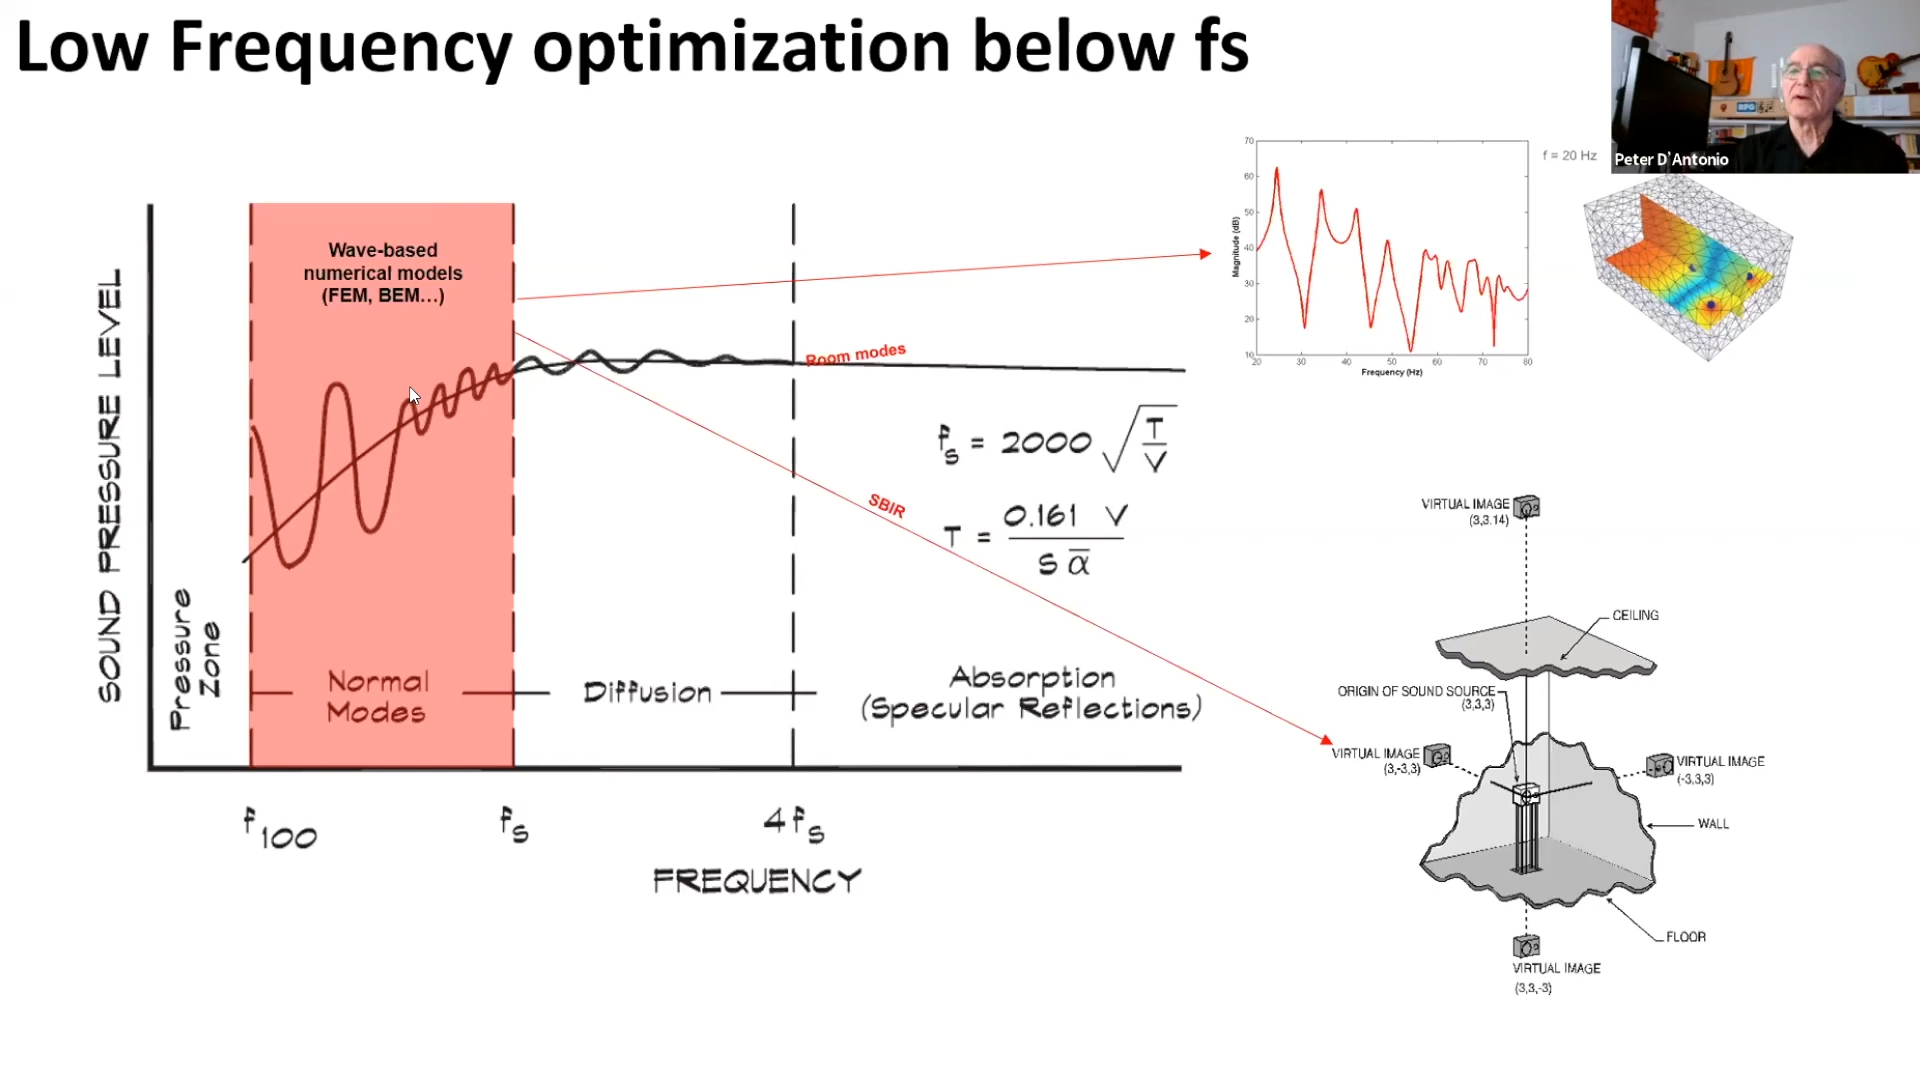 Low Frequency optimization below fs
RPG
Peter D'Antonio
Wave-based
numerical models
(FEM, BEM...)
SOUND PRESSURE LEVEL
Pressure
Zone
Normal
Modes
Diffusion
Absorption
(Specular Reflections)
f100
fs
4fs
FREQUENCY
Room modes
SBIR
fs = 2000 √T/V
T = 0.161 V / S ᾱ
f = 20 Hz
Magnitude (dB)
70
60
50
40
30
20
10
20 30 40 50 60 70 80
Frequency (Hz)
VIRTUAL IMAGE
(3,3.14)
CEILING
ORIGIN OF SOUND SOURCE
(3,3,3)
VIRTUAL IMAGE
(3,-3,3)
VIRTUAL IMAGE
(-3,3,3)
WALL
FLOOR
VIRTUAL IMAGE
(3,3,-3)